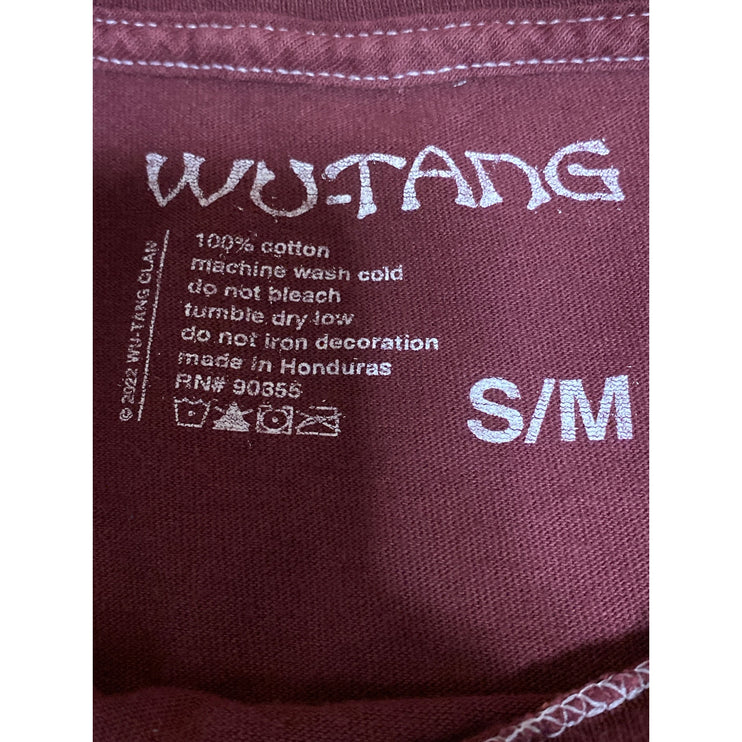 WU-TANG
© 2022 WU-TANG CLAN
100% cotton
machine wash cold
do not bleach
tumble dry low
do not iron decoration
made in Honduras
RN# 90355
S/M